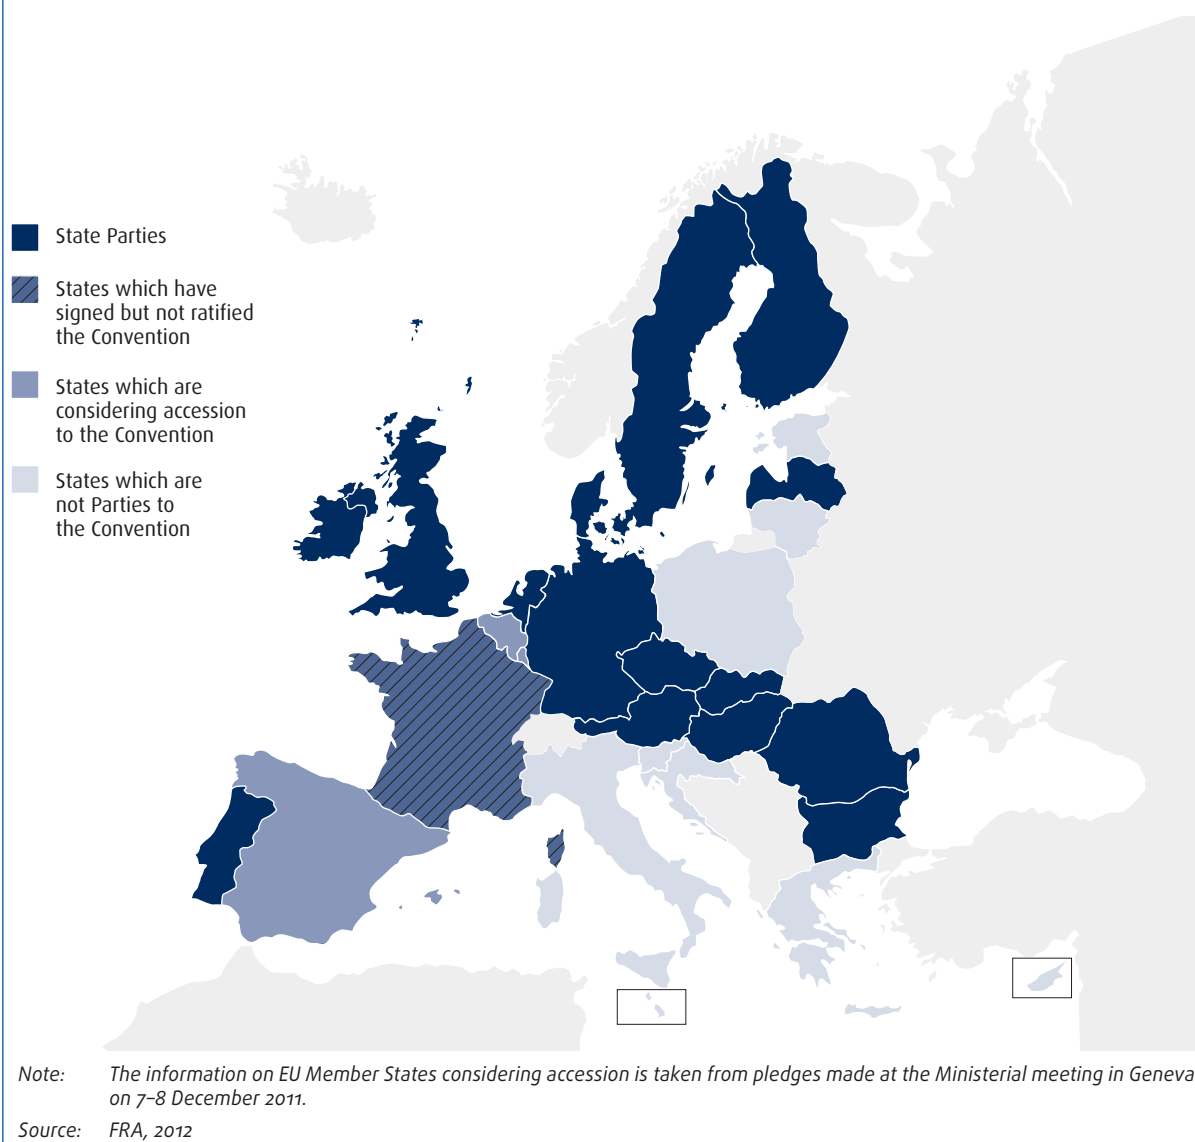 State Parties
States which have
signed but not ratified
the Convention
States which are
considering accession
to the Convention
States which are
not Parties to
the Convention
Note: The information on EU Member States considering accession is taken from pledges made at the Ministerial meeting in Geneva
on 7–8 December 2011.
Source: FRA, 2012